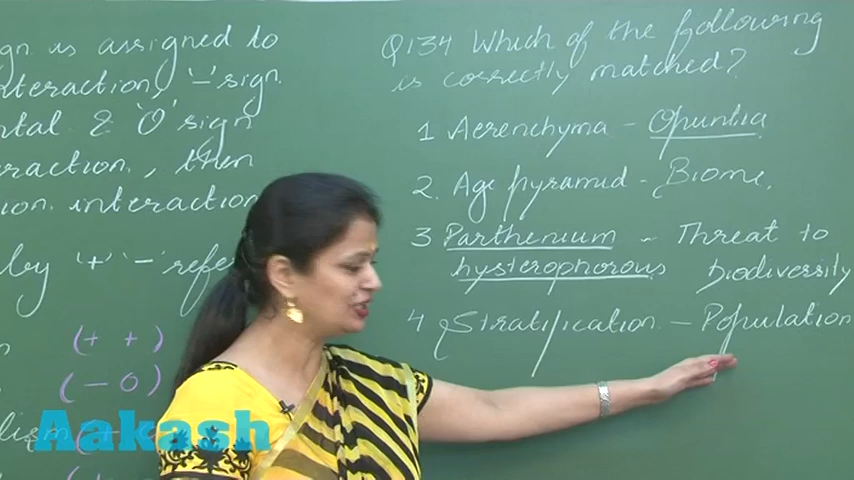 gn is assigned to
nteraction, '–' sign
ntal & 'O' sign
raction, then
ion interaction
by '+' '–' refe
(+ +)
(– 0)
lism (+
Aakash
Q134 Which of the following
is correctly matched?
1 Aerenchyma – Opuntia
2. Age pyramid – Biome.
3 Parthenium – Threat to
hysterophorous biodiversity
4 Stratification – Population